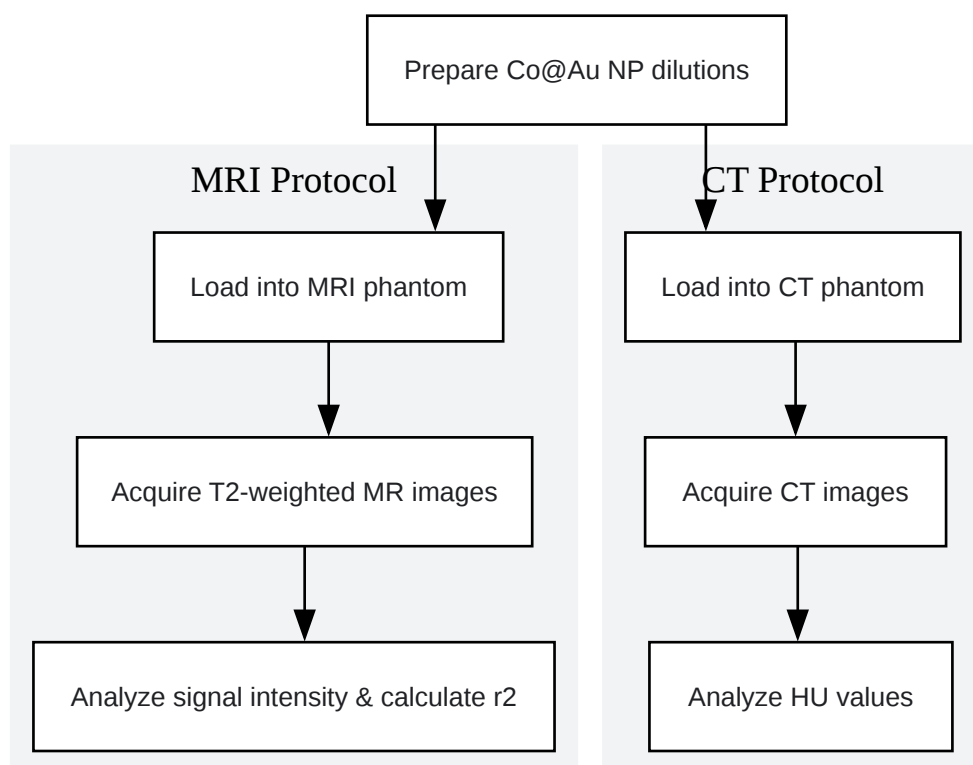 Prepare Co@Au NP dilutions
MRI Protocol
Load into MRI phantom
Acquire T2-weighted MR images
Analyze signal intensity & calculate r2
CT Protocol
Load into CT phantom
Acquire CT images
Analyze HU values